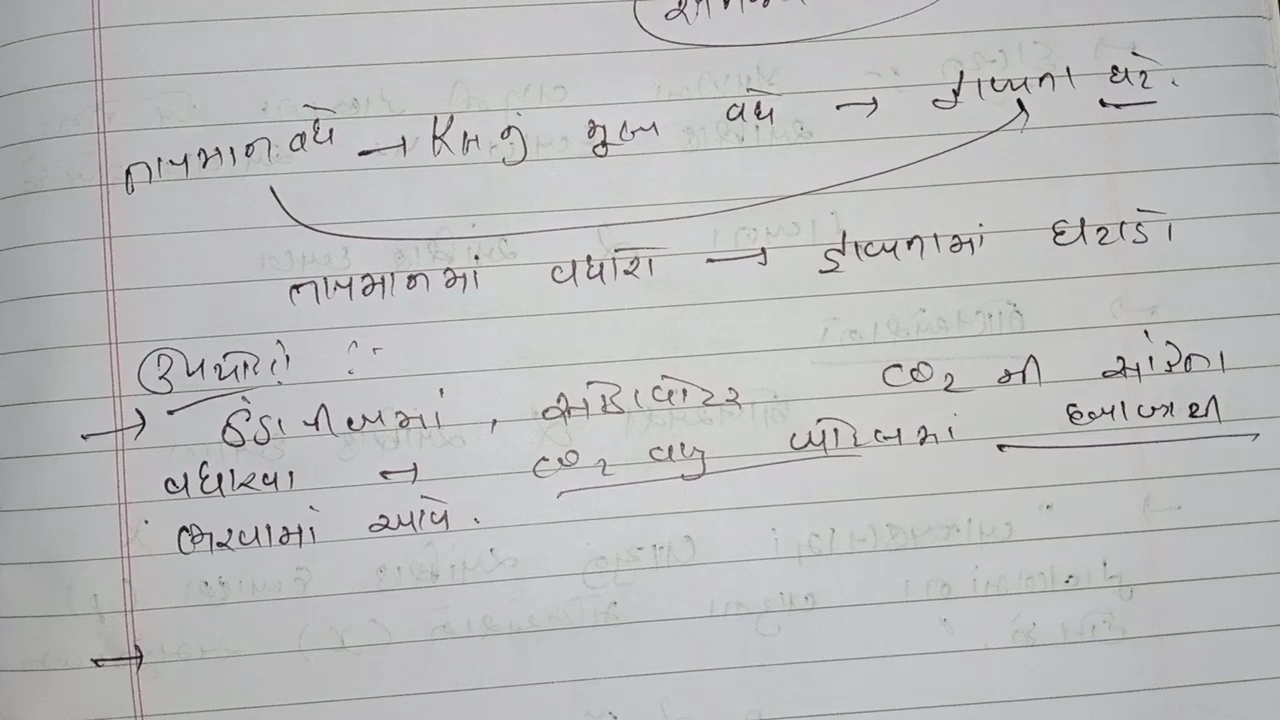 તાપમાન વધે → KH નું મુલ્ય વધે → દ્રાવ્યતા ઘટે.
તાપમાનમાં વધારો → દ્રાવ્યતામાં ઘટાડો
ઉપયોગો :-
→ ઠંડા પીણામાં, સોડાવોટર CO2 ની સાંદ્રતા
વધારવા → CO2 વધુ બોટલમાં દબાણથી
ભરવામાં આવે.
→